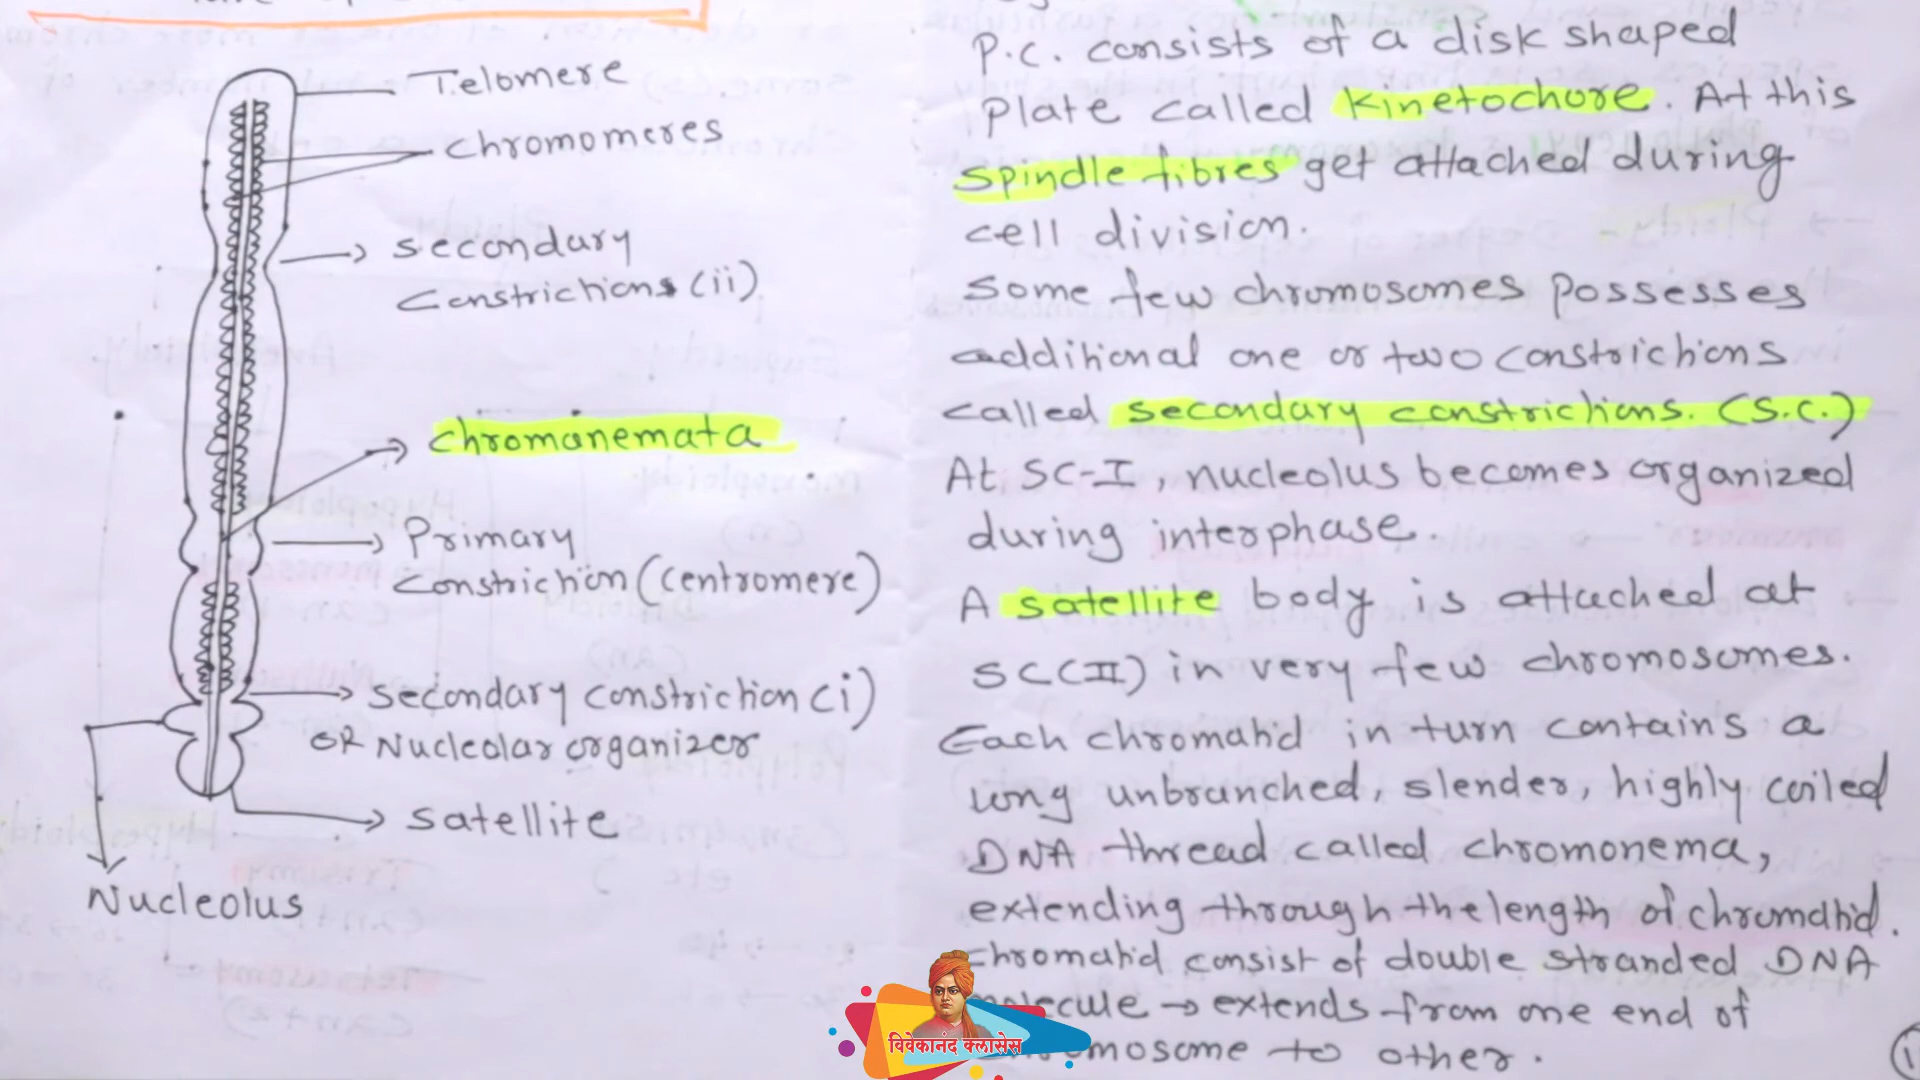 Telomere
Chromomeres
secondary
Constrictions (ii)
Chromonemata
Primary
Constriction (centromere)
Secondary constriction (i)
OR Nucleolar organizer
satellite
Nucleolus
P.C. consists of a disk shaped
Plate called Kinetochore. At this
spindle fibres get attached during
cell division.
Some few chromosomes possesses
additional one or two constrictions
called secondary constrictions. (S.C.)
At SC-I, nucleolus becomes organized
during interphase.
A satellite body is attached at
SC(II) in very few chromosomes.
Each chromatid in turn contains a
long unbranched, slender, highly coiled
DNA thread called chromonema,
extending through the length of chromatid.
chromatid consist of double stranded DNA
molecule → extends from one end of
chromosome to other.
विवेकानंद क्लासेस